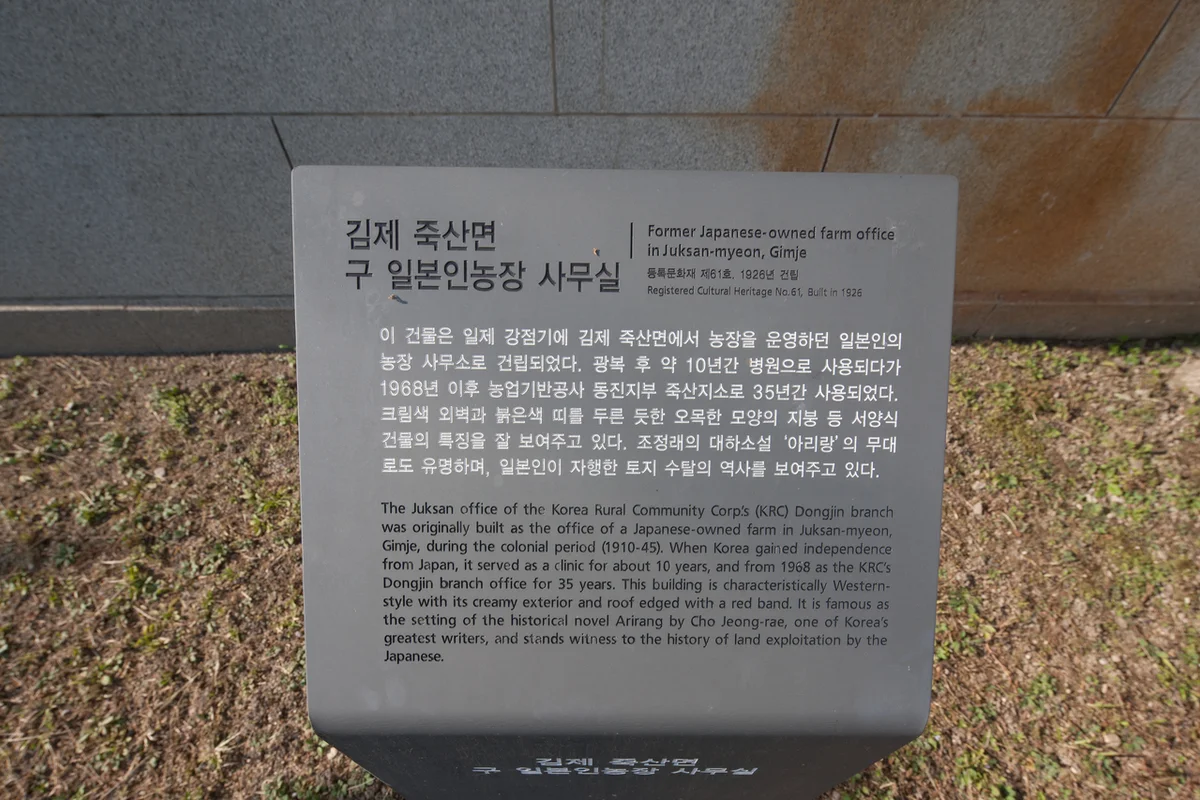 김제 죽산면
구 일본인농장 사무실
Former Japanese-owned farm office
in Juksan-myeon, Gimje
등록문화재 제61호, 1926년 건립
Registered Cultural Heritage No.61, Built in 1926
이 건물은 일제 강점기에 김제 죽산면에서 농장을 운영하던 일본인의
농장 사무소로 건립되었다. 광복 후 약 10년간 병원으로 사용되다가
1968년 이후 농업기반공사 동진지부 죽산지소로 35년간 사용되었다.
크림색 외벽과 붉은색 띠를 두른 듯한 오목한 모양의 지붕 등 서양식
건물의 특징을 잘 보여주고 있다. 조정래의 대하소설 ‘아리랑’의 무대
로도 유명하며, 일본인이 자행한 토지 수탈의 역사를 보여주고 있다.
The Juksan office of the Korea Rural Community Corp.'s (KRC) Dongjin branch
was originally built as the office of a Japanese-owned farm in Juksan-myeon,
Gimje, during the colonial period (1910-45). When Korea gained independence
from Japan, it served as a clinic for about 10 years, and from 1968 as the KRC's
Dongjin branch office for 35 years. This building is characteristically Western-
style with its creamy exterior and roof edged with a red band. It is famous as
the setting of the historical novel Arirang by Cho Jeong-rae, one of Korea's
greatest writers, and stands witness to the history of land exploitation by the
Japanese.
김제 죽산면
구 일본인농장 사무실